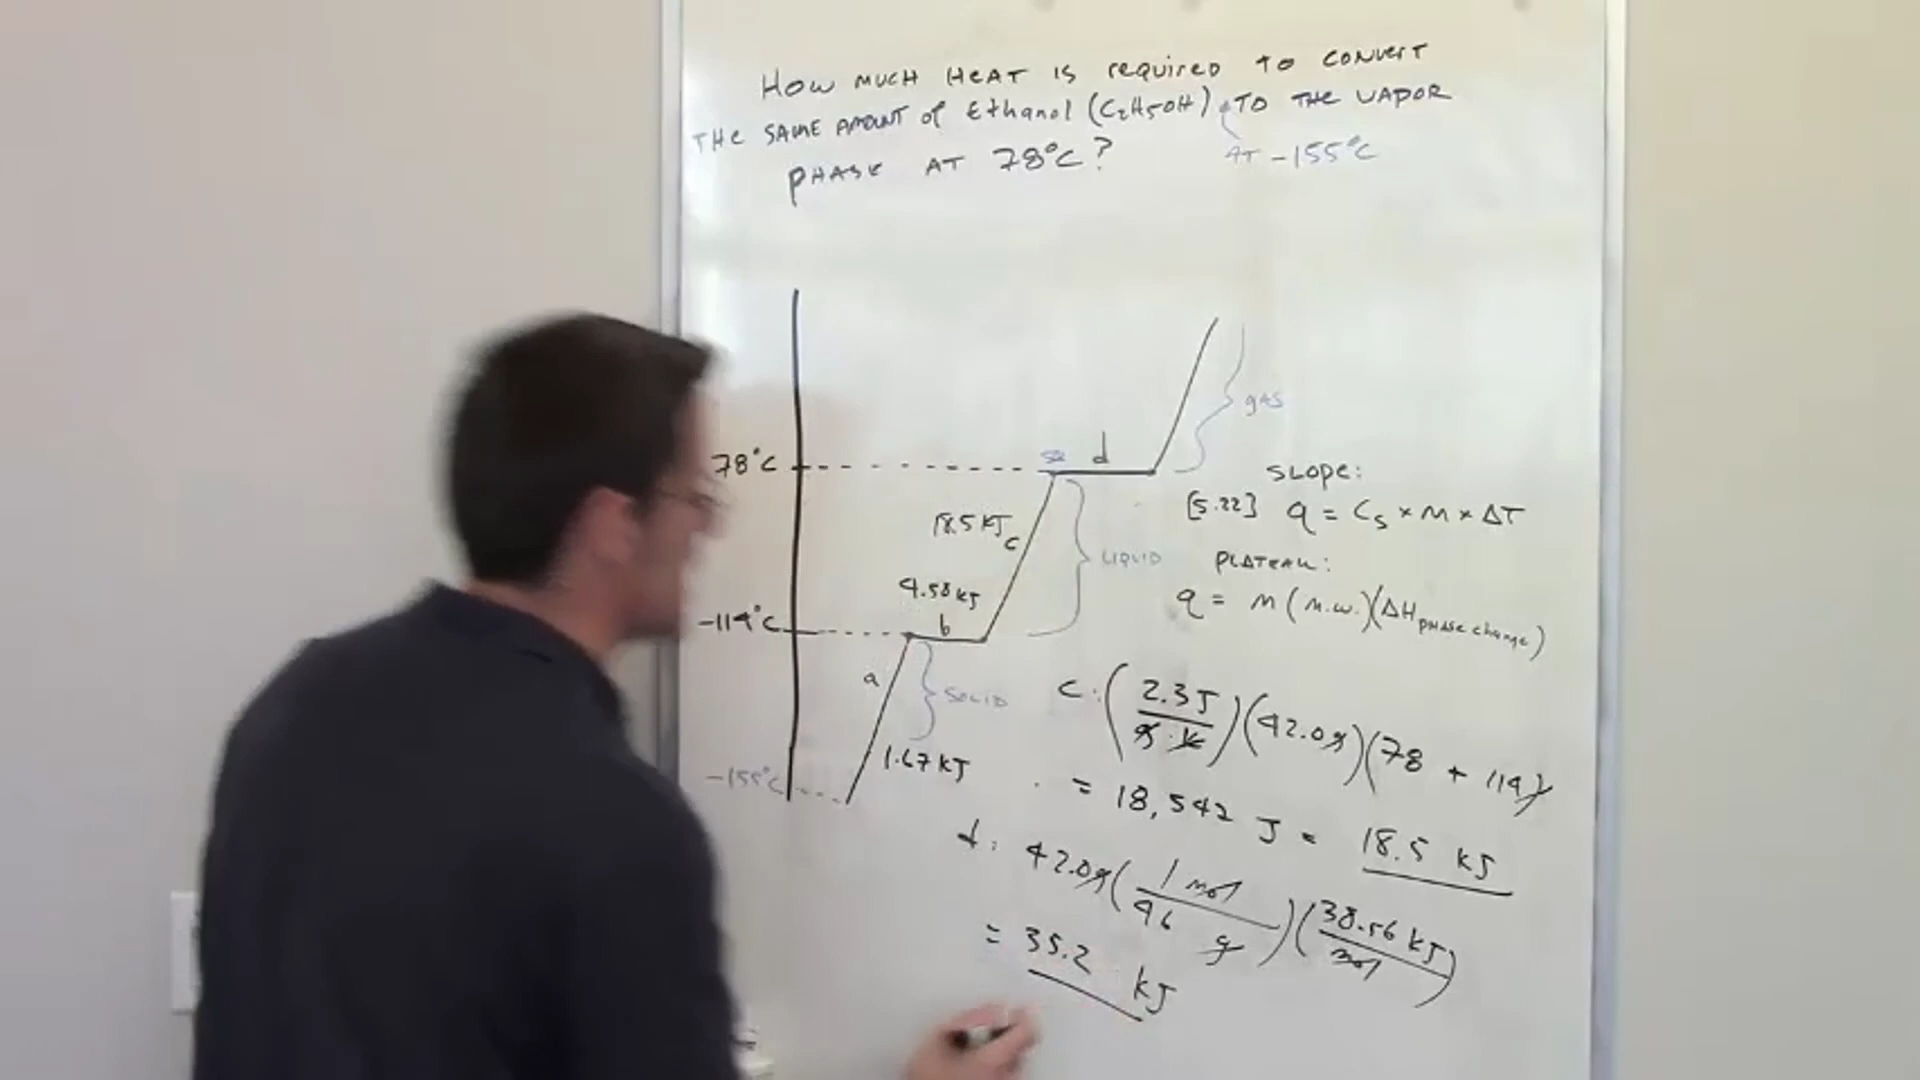 HOW MUCH HEAT IS required TO CONVERT
THE SAME AMOUNT of Ethanol (C₂H5OH) TO THE VAPOR
AT -155°C
PHASE AT 78°C?
gas
78°C
d
SLOPE:
[5.22] q = Cs × m × ΔT
18.5 kJ
c
LIQUID
PLATEAU:
q = m (m.w.)(ΔH phase change)
4.58 kJ
b
-114°C
a
SOLID
1.67 kJ
-155°C
c: (2.3 J / g·k)(42.0g)(78 + 114)
= 18,542 J = 18.5 kJ
d: 42.0g (1 mol / 46 g)(38.56 kJ / mol)
= 35.2 kJ